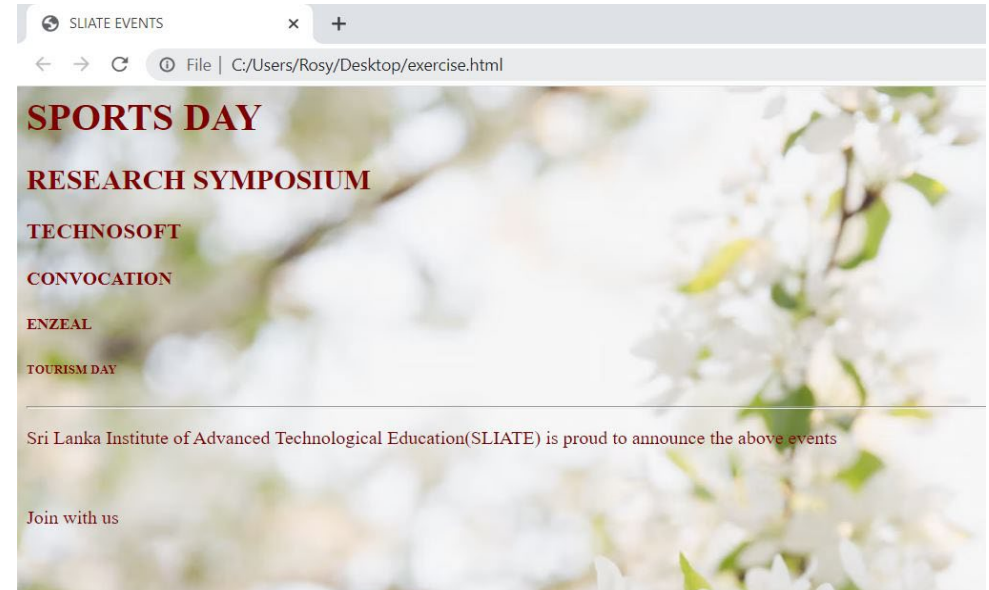 SLIATE EVENTS
File | C:/Users/Rosy/Desktop/exercise.html
SPORTS DAY
RESEARCH SYMPOSIUM
TECHNOSOFT
CONVOCATION
ENZEAL
TOURISM DAY
Sri Lanka Institute of Advanced Technological Education(SLIATE) is proud to announce the above events
Join with us